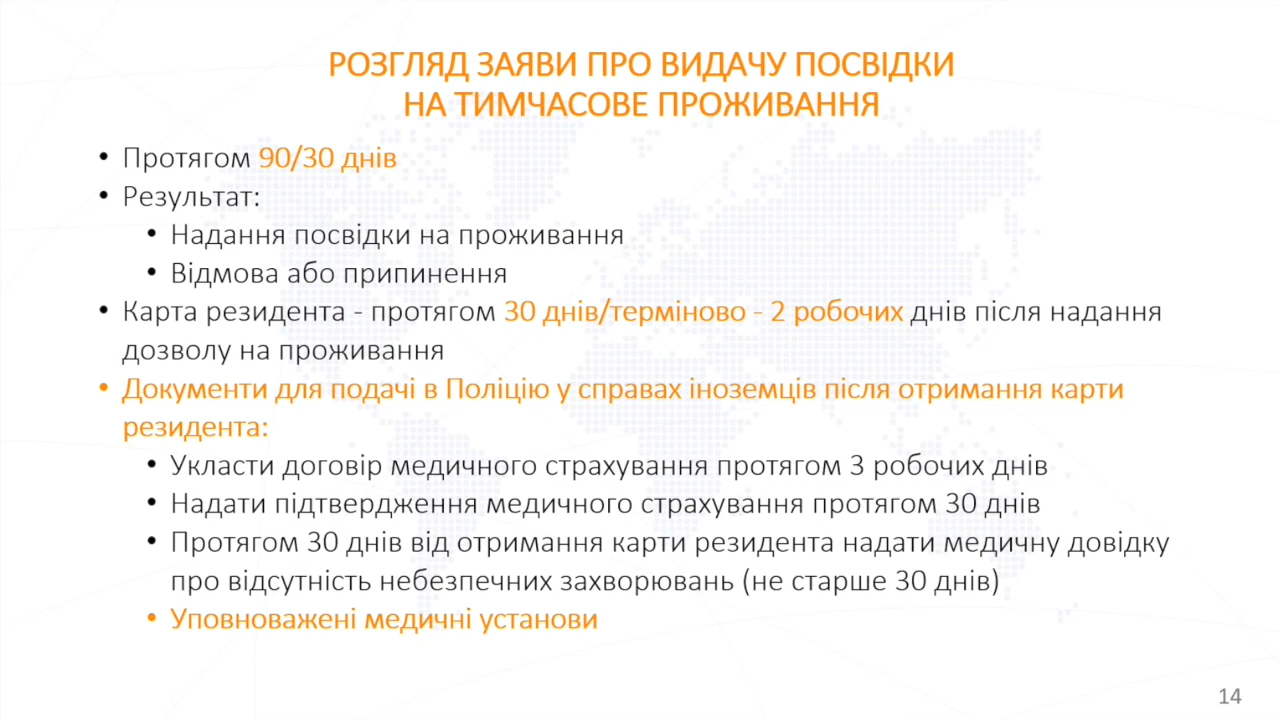 РОЗГЛЯД ЗАЯВИ ПРО ВИДАЧУ ПОСВІДКИ
НА ТИМЧАСОВЕ ПРОЖИВАННЯ
• Протягом 90/30 днів
• Результат:
• Надання посвідки на проживання
• Відмова або припинення
• Карта резидента - протягом 30 днів/терміново - 2 робочих днів після надання
дозволу на проживання
• Документи для подачі в Поліцію у справах іноземців після отримання карти
резидента:
• Укласти договір медичного страхування протягом 3 робочих днів
• Надати підтвердження медичного страхування протягом 30 днів
• Протягом 30 днів від отримання карти резидента надати медичну довідку
про відсутність небезпечних захворювань (не старше 30 днів)
• Уповноважені медичні установи
14